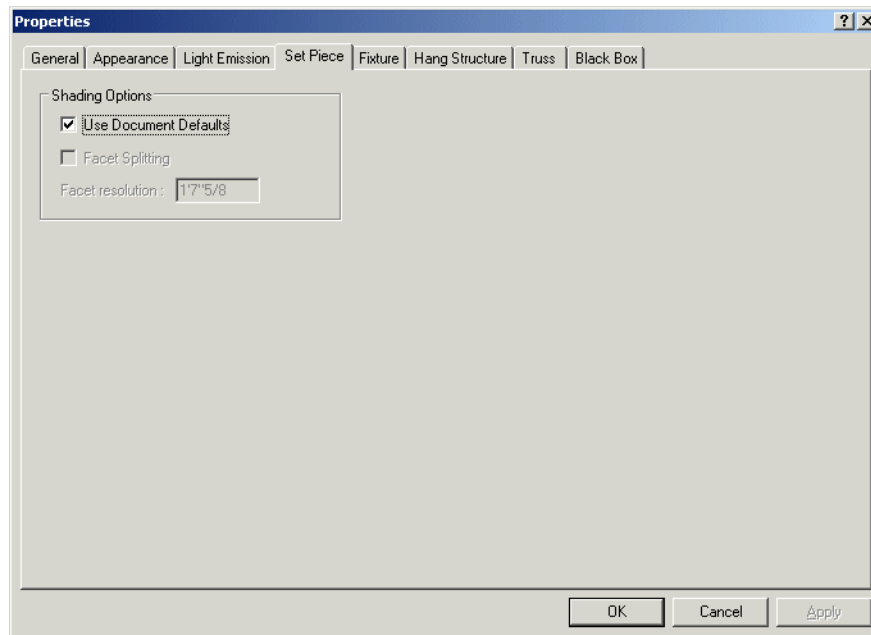 Properties
General Appearance Light Emission Set Piece Fixture Hang Structure Truss Black Box
Shading Options
Use Document Defaults
Facet Splitting
Facet resolution : 1'7"5/8
OK Cancel Apply